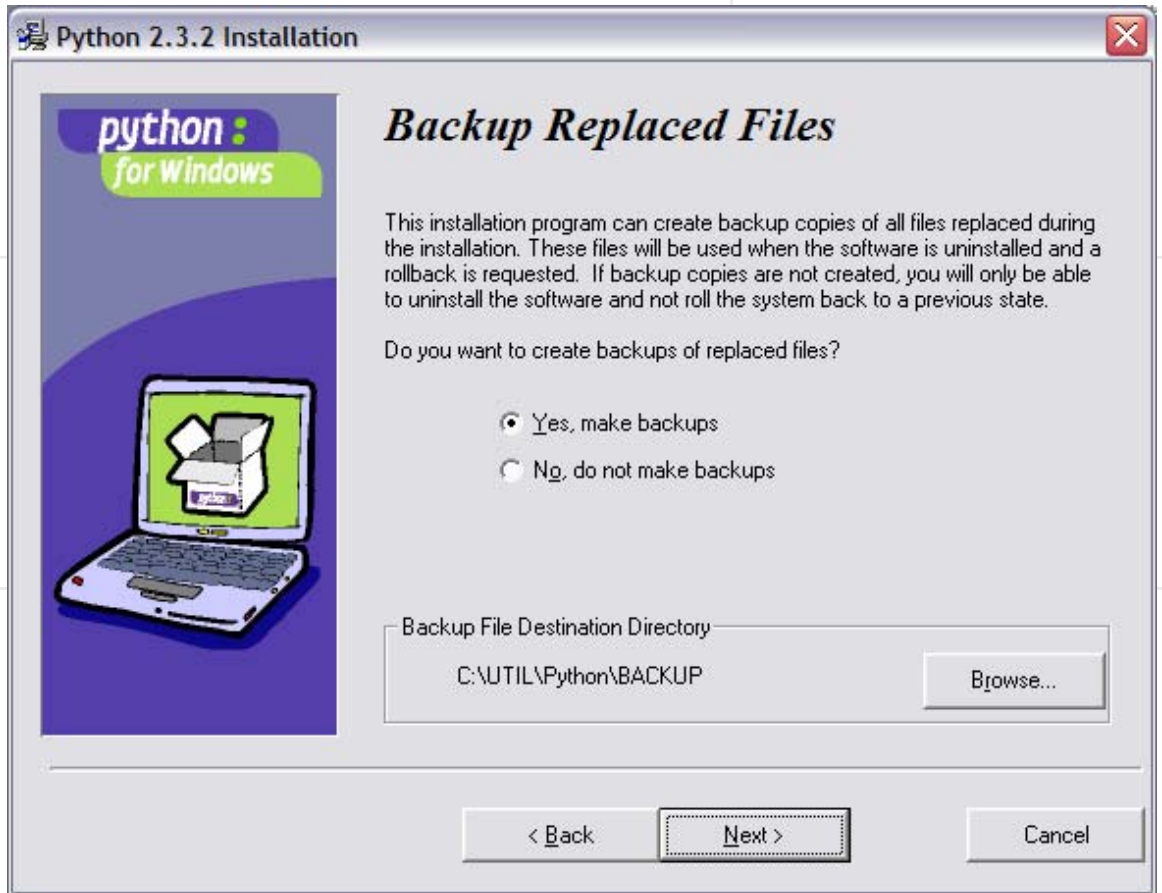 Python 2.3.2 Installation
python:
for Windows
Backup Replaced Files
This installation program can create backup copies of all files replaced during
the installation. These files will be used when the software is uninstalled and a
rollback is requested. If backup copies are not created, you will only be able
to uninstall the software and not roll the system back to a previous state.
Do you want to create backups of replaced files?
Yes, make backups
No, do not make backups
python:
Backup File Destination Directory
C:\UTIL\Python\BACKUP
Browse...
< Back
Next >
Cancel